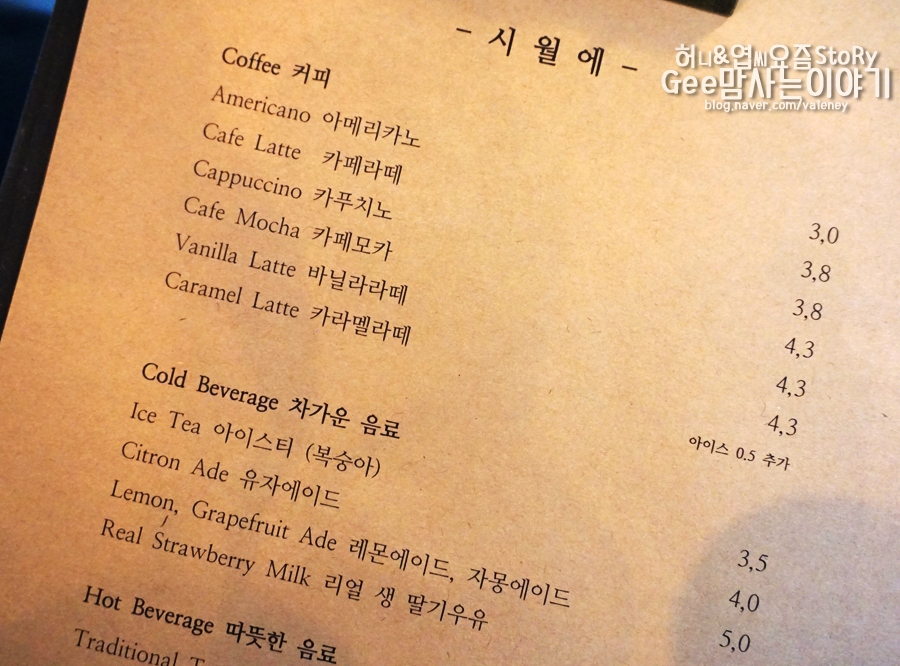 - 시 월 에 -
허니&엽씨요즘StoRy
Gee맘사는이야기
blog.naver.com/valeney
Coffee 커피
Americano 아메리카노 3,0
Cafe Latte 카페라떼 3,8
Cappuccino 카푸치노 3,8
Cafe Mocha 카페모카 4,3
Vanilla Latte 바닐라라떼 4,3
Caramel Latte 카라멜라떼 4,3
아이스 0.5 추가
Cold Beverage 차가운 음료
Ice Tea 아이스티 (복숭아) 3,5
Citron Ade 유자에이드 4,0
Lemon, Grapefruit Ade 레몬에이드, 자몽에이드 5,0
Real Strawberry Milk 리얼 생 딸기우유
Hot Beverage 따뜻한 음료
Traditional